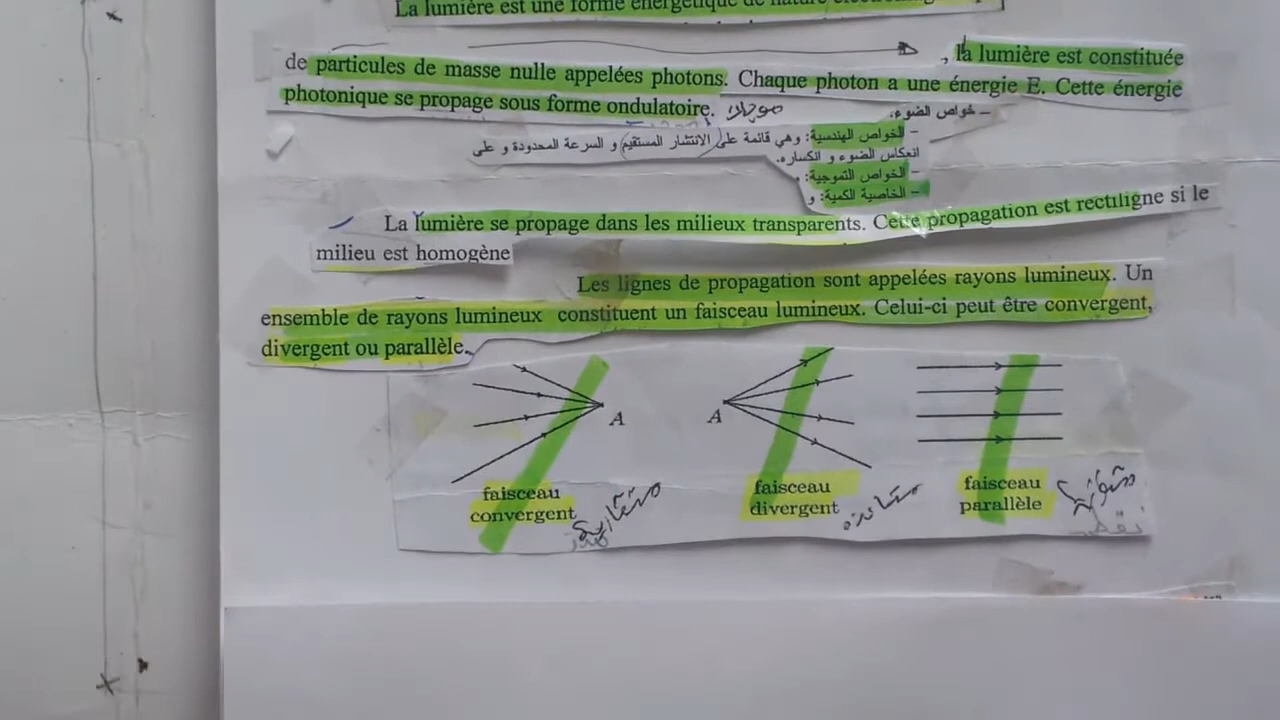 La lumière est une forme énergétique de nature
, la lumière est constituée
de particules de masse nulle appelées photons. Chaque photon a une énergie E. Cette énergie
photonique se propage sous forme ondulatoire.
– خواص الضوء:
– الخواص الهندسية: وهي قائمة على الانتشار المستقيم و السرعة المحدودة و على
انعكاس الضوء و انكساره.
– الخواص التموجية:
– الخاصية الكمية: و
La lumière se propage dans les milieux transparents. Cette propagation est rectiligne si le
milieu est homogène
Les lignes de propagation sont appelées rayons lumineux. Un
ensemble de rayons lumineux constituent un faisceau lumineux. Celui-ci peut être convergent,
divergent ou parallèle.
A
A
faisceau
convergent
faisceau
divergent
faisceau
parallèle